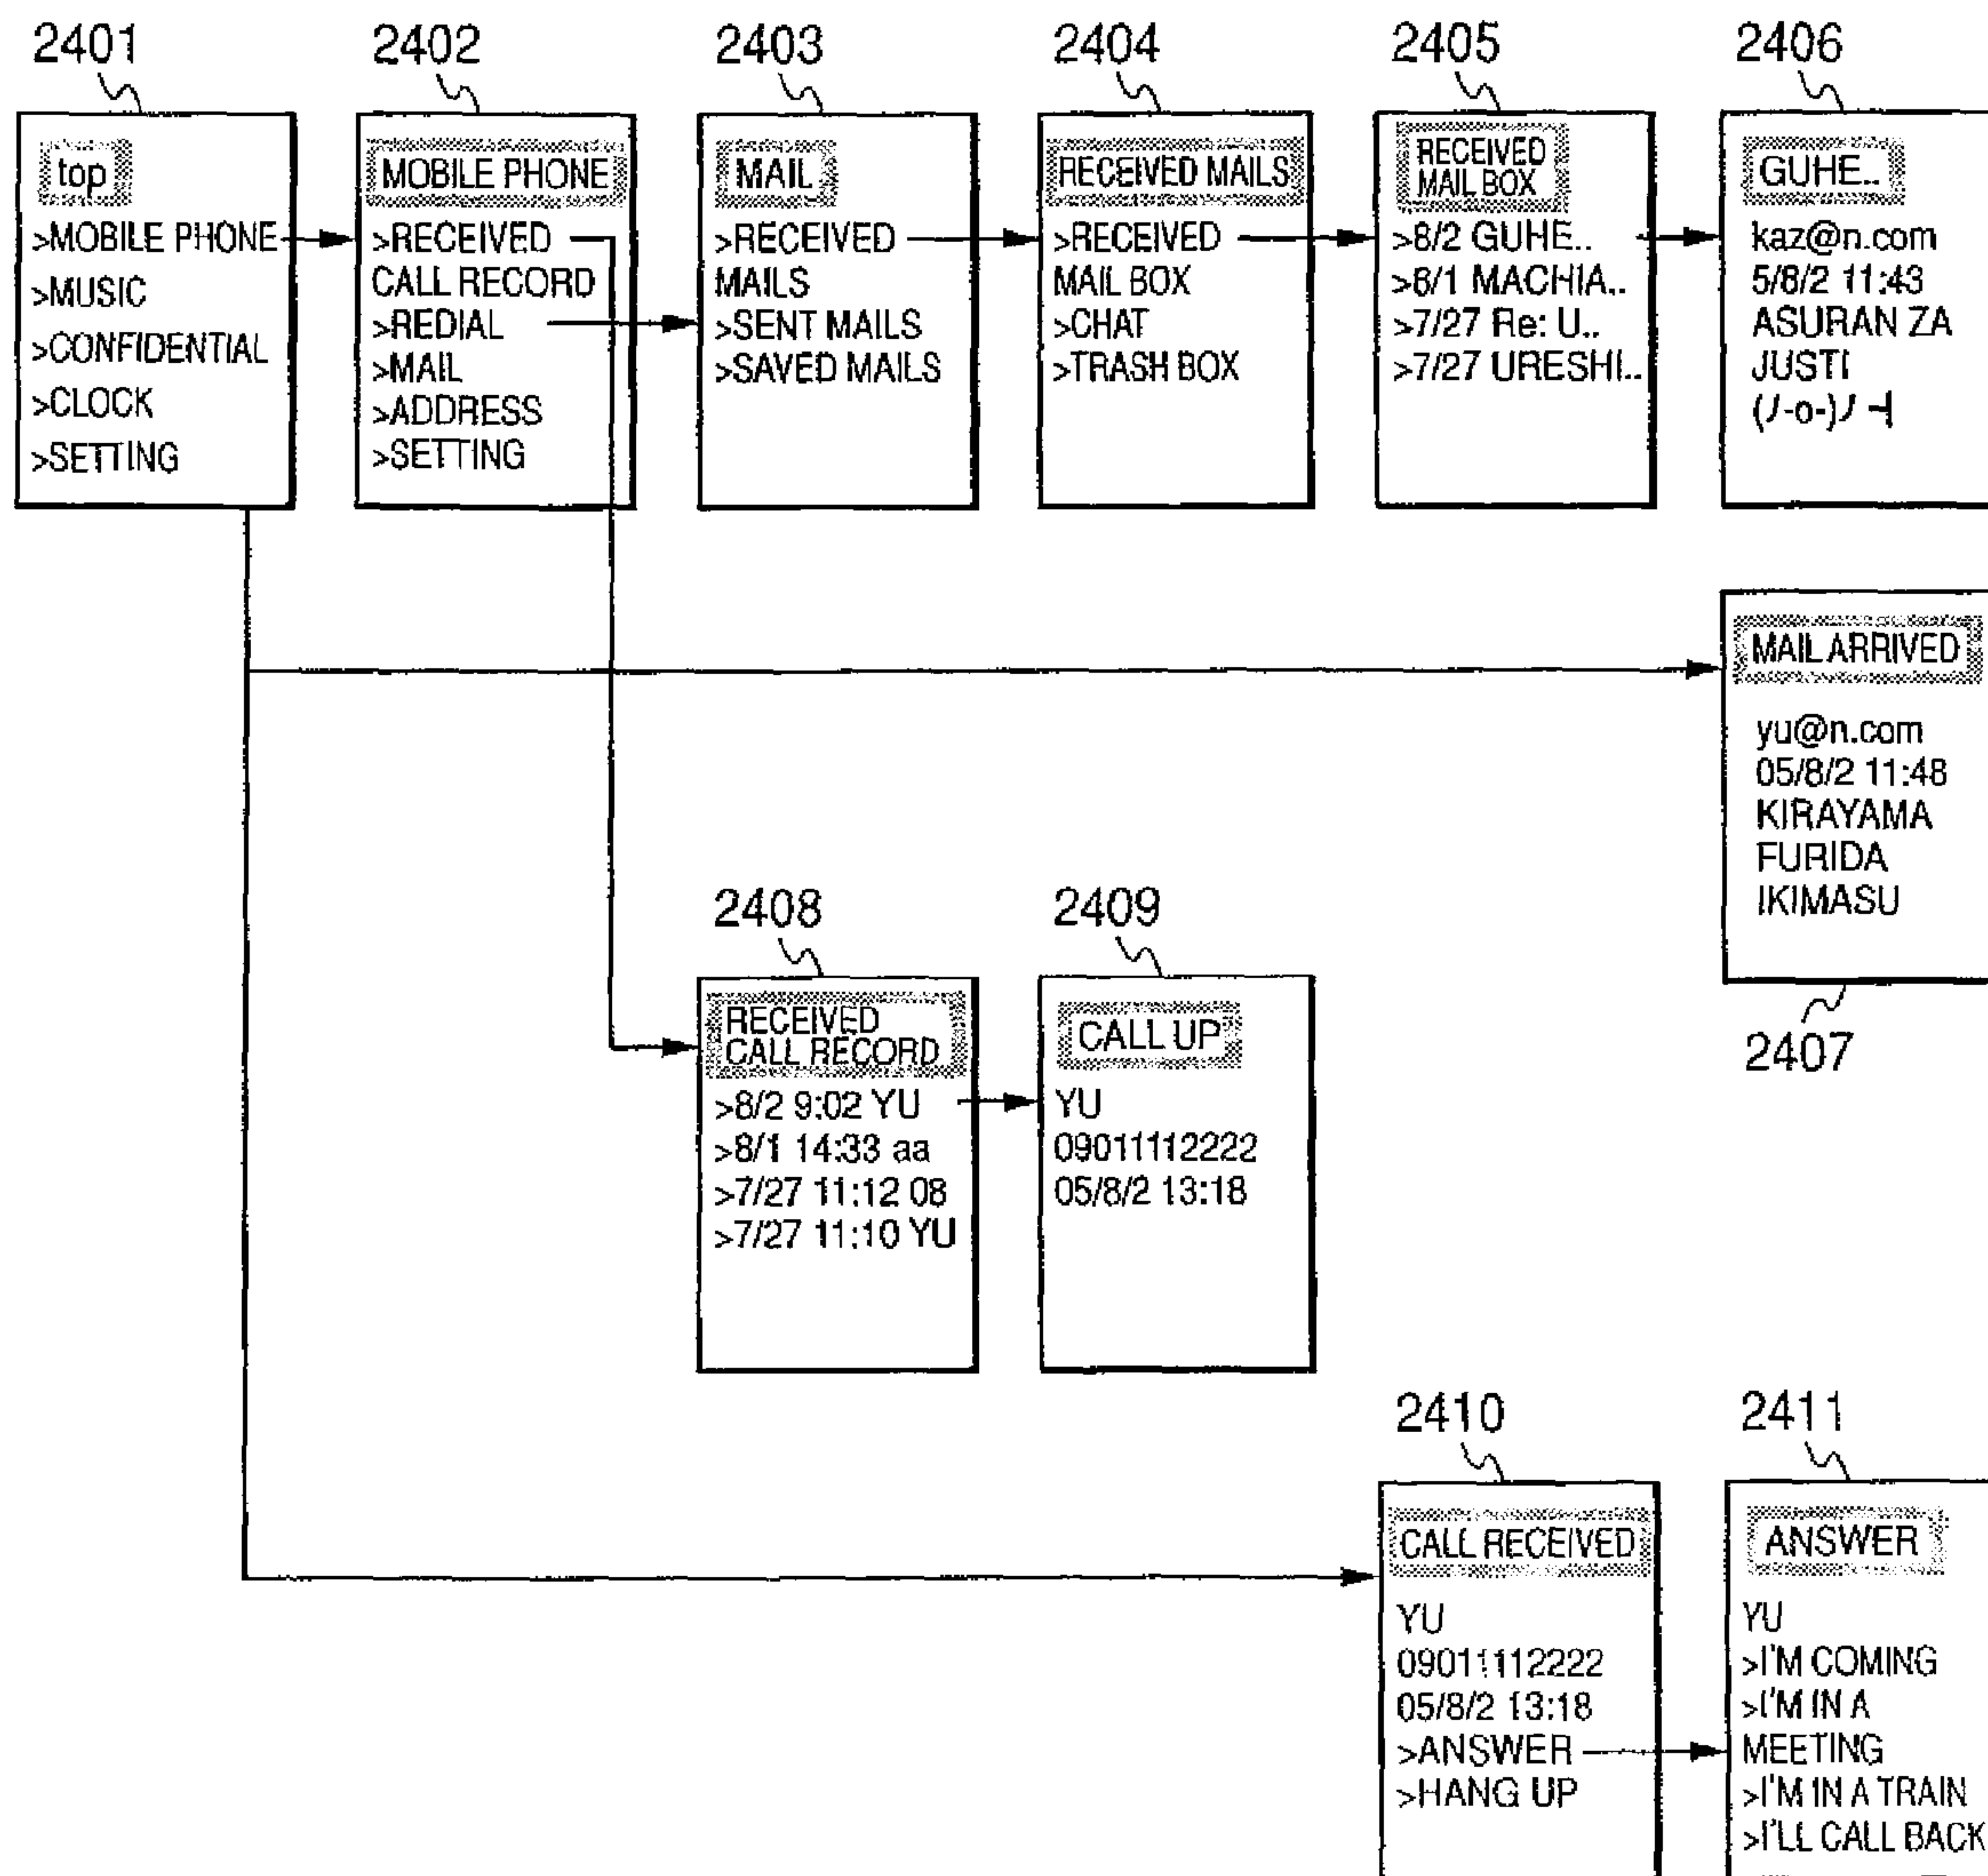 2401
top
>MOBILE PHONE
>MUSIC
>CONFIDENTIAL
>CLOCK
>SETTING
2402
MOBILE PHONE
>RECEIVED
CALL RECORD
>REDIAL
>MAIL
>ADDRESS
>SETTING
2403
MAIL
>RECEIVED
MAILS
>SENT MAILS
>SAVED MAILS
2404
RECEIVED MAILS
>RECEIVED
MAIL BOX
>CHAT
>TRASH BOX
2405
RECEIVED
MAIL BOX
>8/2 GUHE..
>8/1 MACHIA..
>7/27 Re: U..
>7/27 URESHI..
2406
GUHE..
kaz@n.com
5/8/2 11:43
ASURAN ZA
JUSTI
(ﾉ-o-)ﾉ ┤
MAIL ARRIVED
yu@n.com
05/8/2 11:48
KIRAYAMA
FURIDA
IKIMASU
2407
2408
RECEIVED
CALL RECORD
>8/2 9:02 YU
>8/1 14:33 aa
>7/27 11:12 08
>7/27 11:10 YU
2409
CALL UP
YU
09011112222
05/8/2 13:18
2410
CALL RECEIVED
YU
09011112222
05/8/2 13:18
>ANSWER
>HANG UP
2411
ANSWER
YU
>I'M COMING
>I'M IN A
MEETING
>I'M IN A TRAIN
>I'LL CALL BACK